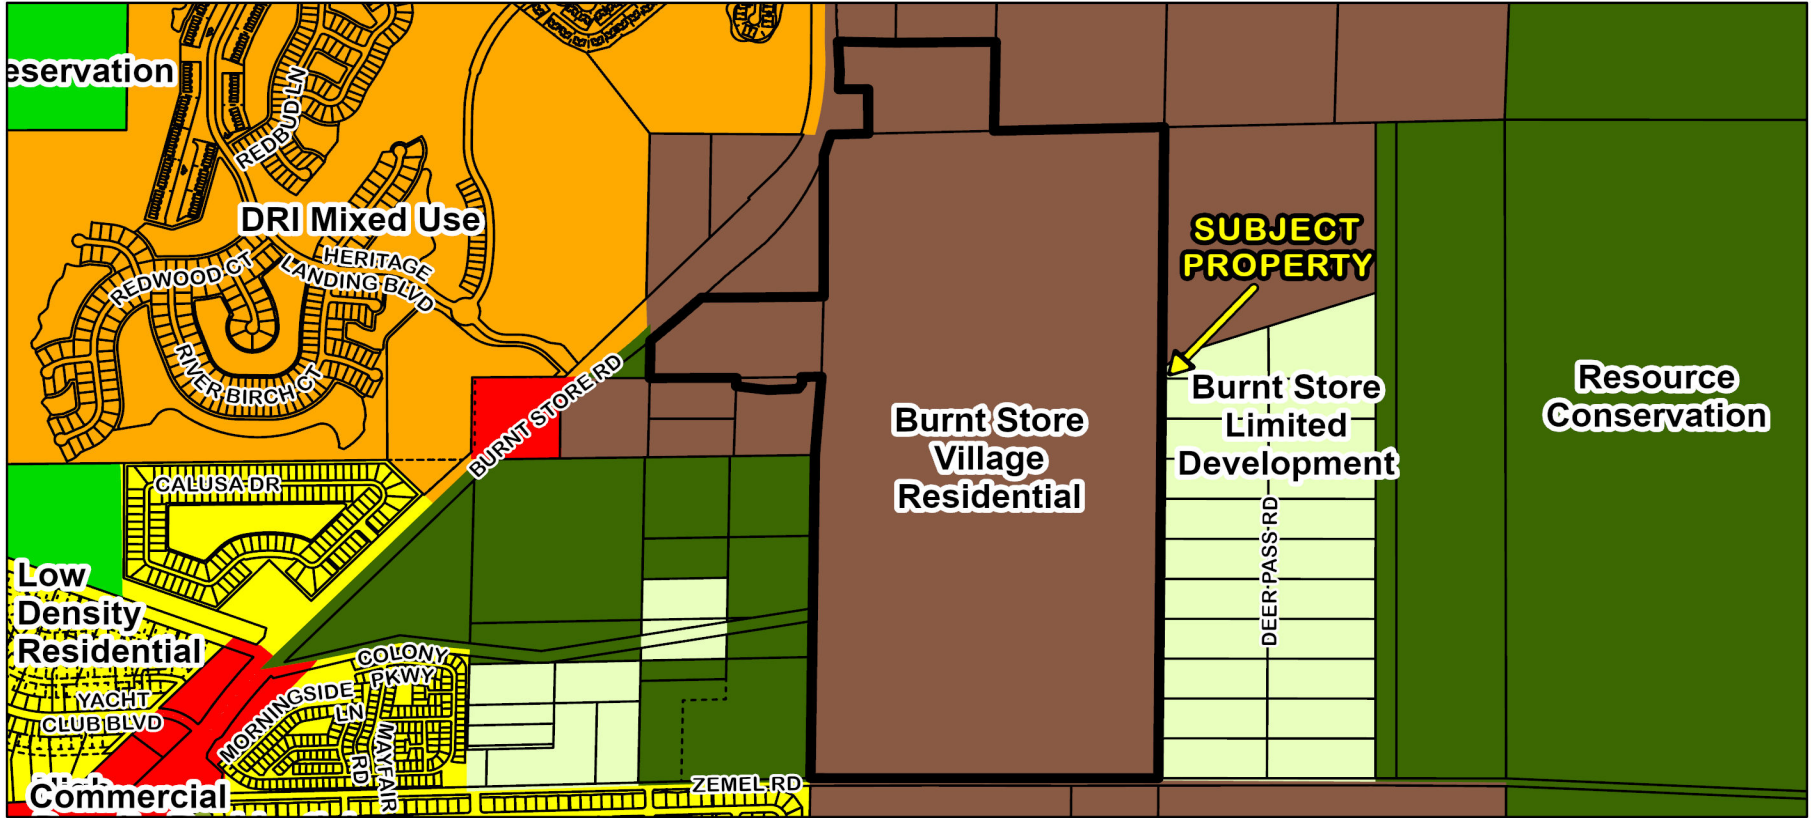 eservation
REDBUD LN
DRI Mixed Use
HERITAGE
LANDING BLVD
REDWOOD CT
RIVER BIRCH CT
BURNT STORE RD
SUBJECT
PROPERTY
Burnt Store
Village
Residential
Burnt Store
Limited
Development
Resource
Conservation
CALUSA DR
DEER PASS RD
Low
Density
Residential
COLONY
PKWY
YACHT
CLUB BLVD
MORNINGSIDE
LN
MAYFAIR
RD
ZEMEL RD
Commercial